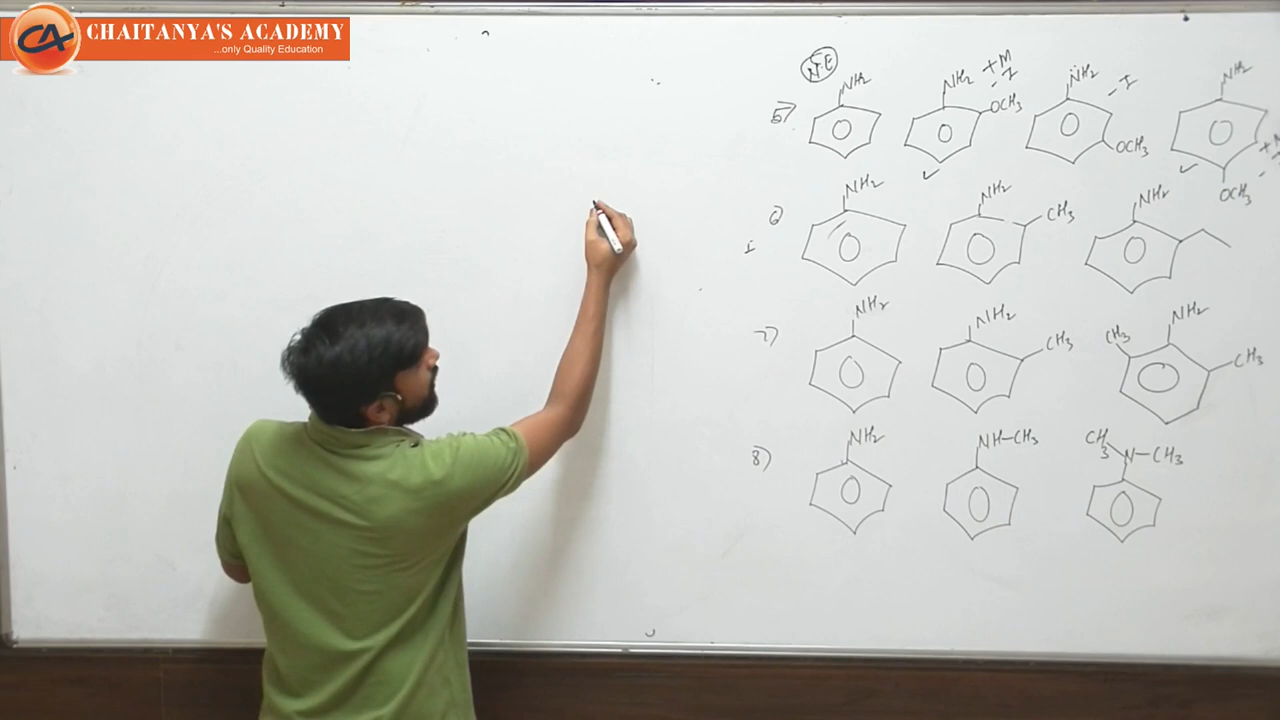 CHAITANYA'S ACADEMY
...only Quality Education
CA
N-E
5) NH2 NH2 +M -I OCH3 NH2 -I OCH3 NH2 +M OCH3
6) NH2 NH2 CH3 NH2
I
7) NH2 NH2 CH3 CH3 NH2 CH3
8) NH2 NH-CH3 CH3 N-CH3